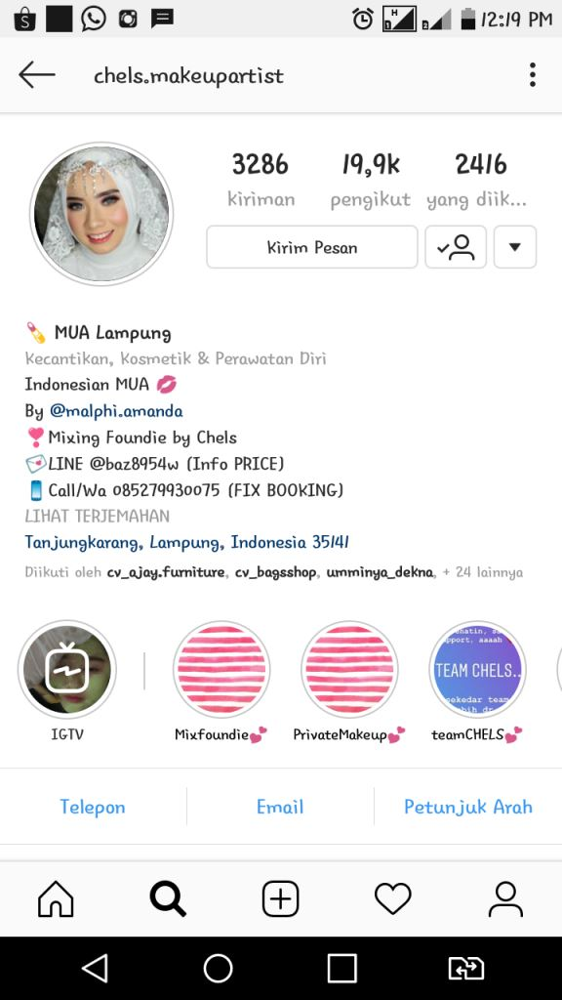 12:19 PM
chels.makeupartist
3286 19,9k 2416
kiriman pengikut yang diik...
Kirim Pesan
💄 MUA Lampung
Kecantikan, Kosmetik & Perawatan Diri
Indonesian MUA 💋
By @malphi.amanda
❣️Mixing Foundie by Chels
💌LINE @baz8954w (Info PRICE)
📱Call/Wa 085279930075 (FIX BOOKING)
LIHAT TERJEMAHAN
Tanjungkarang, Lampung, Indonesia 35141
Diikuti oleh cv_ajay.furniture, cv_bagsshop, umminya_dekna, + 24 lainnya
TEAM CHELS..
IGTV Mixfoundie💕 PrivateMakeup💕 teamCHELS💕
Telepon Email Petunjuk Arah